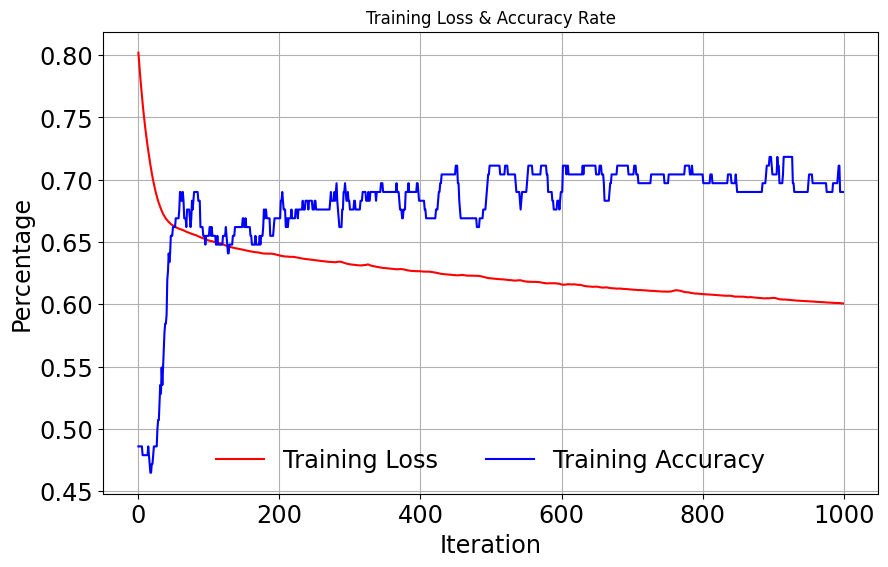 Training Loss & Accuracy Rate
0.80
0.75
0.70
0.65
0.60
0.55
0.50
0.45
Percentage
Training Loss
Training Accuracy
0
200
400
600
800
1000
Iteration